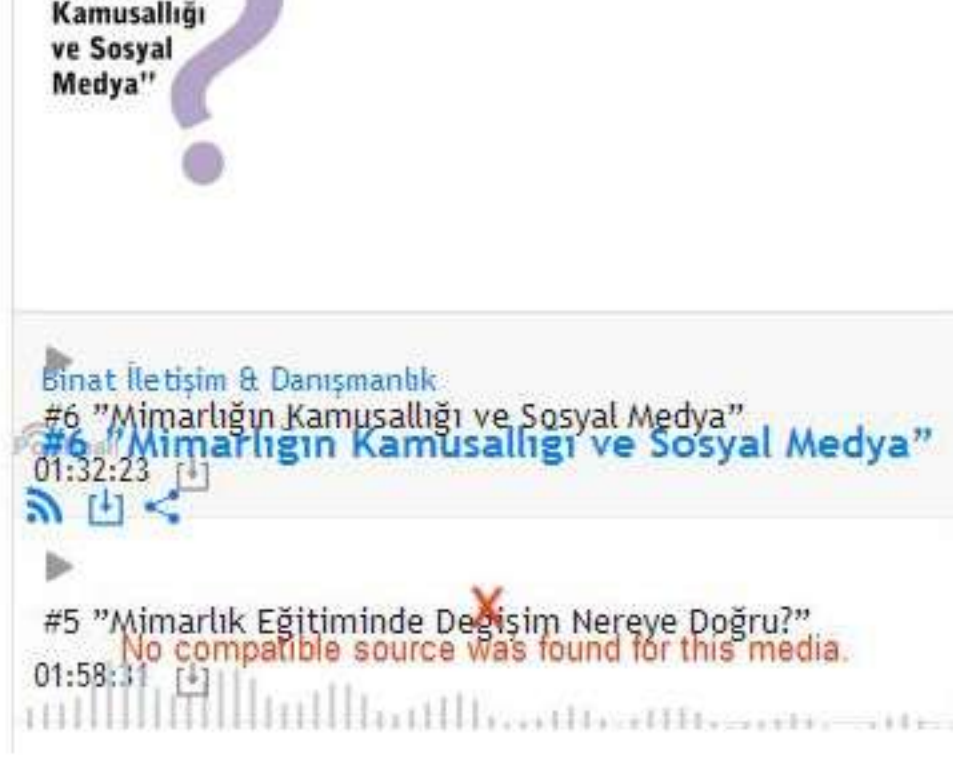 Kamusallığı
ve Sosyal
Medya"
Binat İletişim & Danışmanlık
#6 "Mimarlığın Kamusallığı ve Sosyal Medya"
#6 "Mimarlığın Kamusallığı ve Sosyal Medya"
01:32:23
#5 "Mimarlık Eğitiminde Değişim Nereye Doğru?"
No compatible source was found for this media.
01:58:31